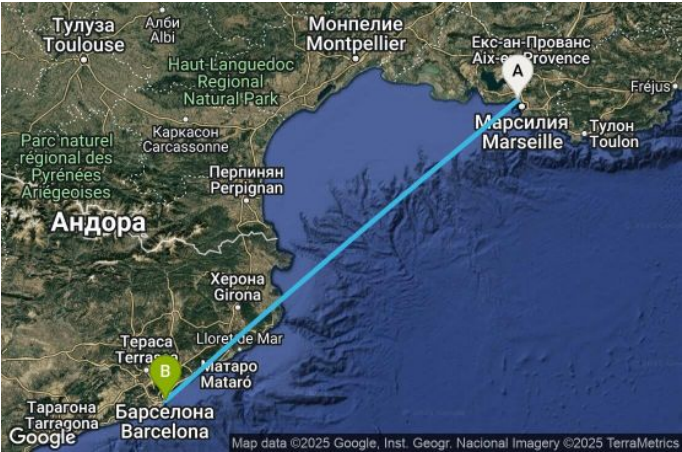 Тулуза
Toulouse
Алби
Albi
Монпелие
Montpellier
Екс-ан-Прованс
Aix-en-Provence
A
Haut-Languedoc
Regional
Natural Park
Fréjus
Марсилия
Marseille
Тулон
Toulon
Каркасон
Carcassonne
Parc naturel
régional des
Pyrénées
Ariégeoises
Перпинян
Perpignan
Андора
Херона
Girona
Тераса
Terrassa
Lloret de Mar
B
Матаро
Mataró
Тарагона
Tarragona
Барселона
Barcelona
Google
Map data ©2025 Google, Inst. Geogr. Nacional Imagery ©2025 TerraMetrics